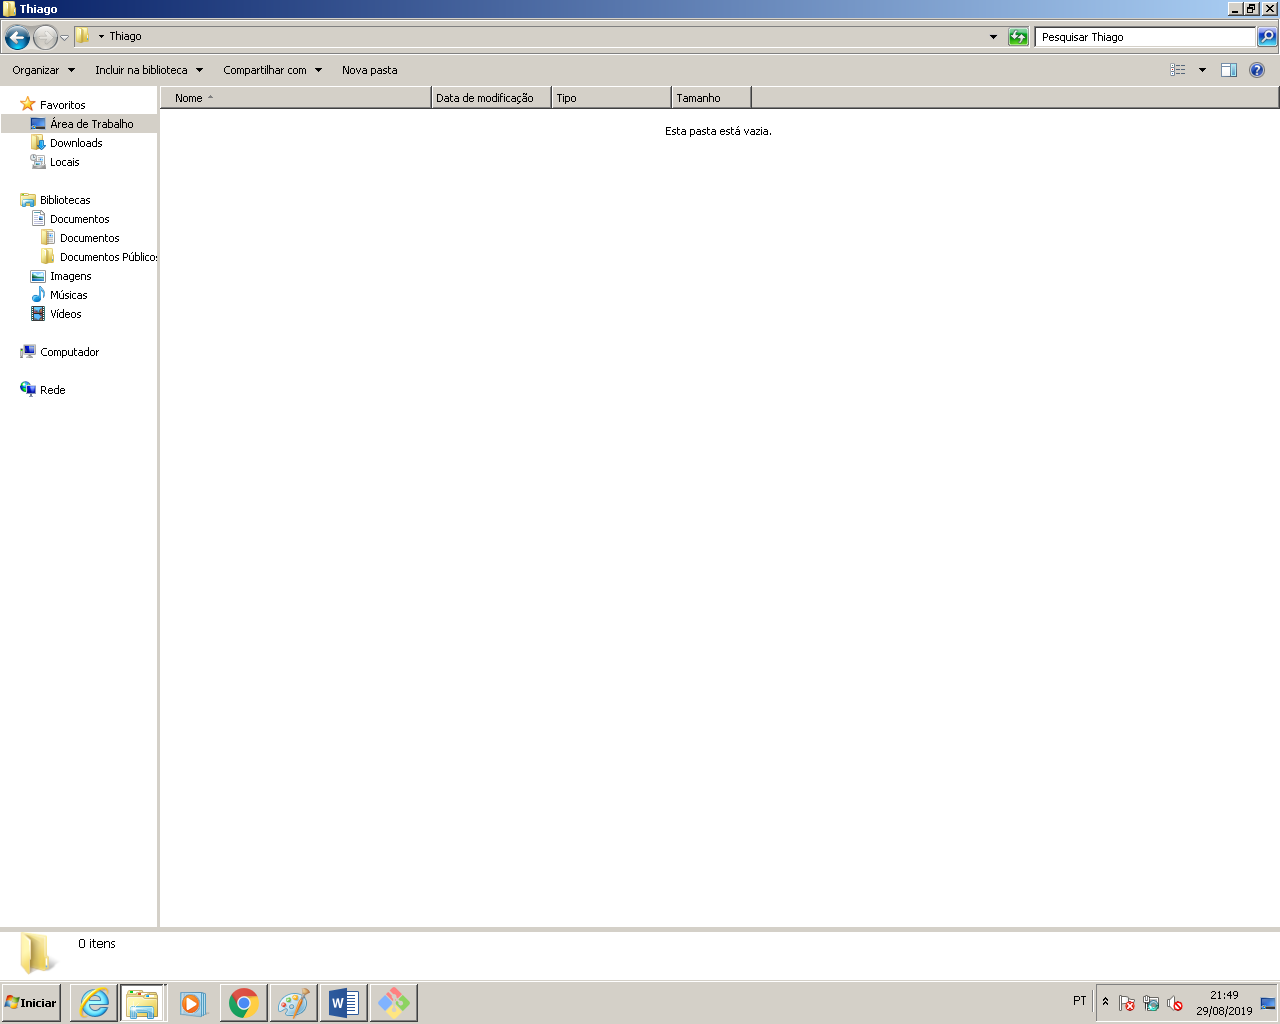 Thiago
Thiago
Pesquisar Thiago
Organizar
Incluir na biblioteca
Compartilhar com
Nova pasta
Nome
Data de modificação
Tipo
Tamanho
Esta pasta está vazia.
Favoritos
Área de Trabalho
Downloads
Locais
Bibliotecas
Documentos
Documentos
Documentos Públicos
Imagens
Músicas
Vídeos
Computador
Rede
0 itens
Iniciar
PT
21:49
29/08/2019